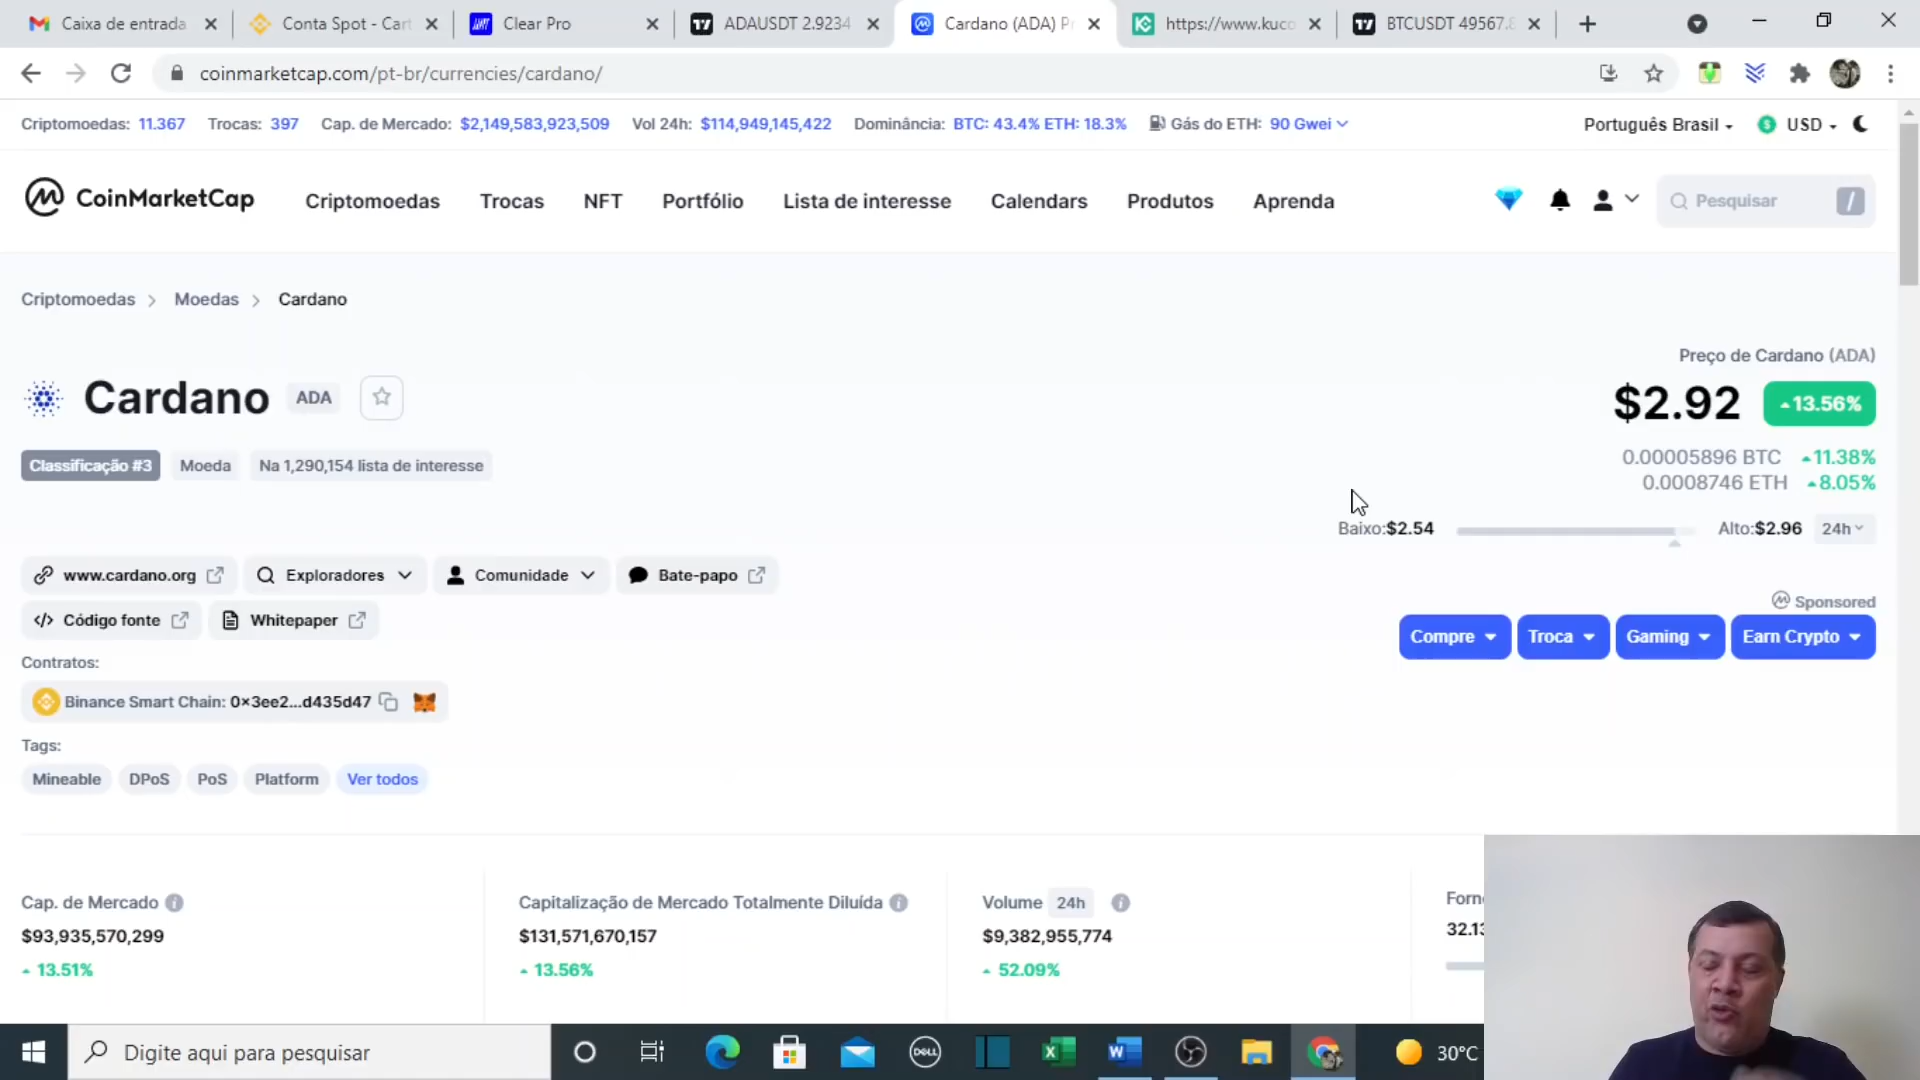 Caixa de entrada
Conta Spot - Cart
Clear Pro
ADAUSDT 2.9234
Cardano (ADA) Pr
https://www.kuco
BTCUSDT 49567.8
coinmarketcap.com/pt-br/currencies/cardano/
Criptomoedas: 11.367 Trocas: 397 Cap. de Mercado: $2,149,583,923,509 Vol 24h: $114,949,145,422 Dominância: BTC: 43.4% ETH: 18.3% Gás do ETH: 90 Gwei
Português Brasil
USD
CoinMarketCap
Criptomoedas Trocas NFT Portfólio Lista de interesse Calendars Produtos Aprenda
Pesquisar /
Criptomoedas > Moedas > Cardano
Preço de Cardano (ADA)
Cardano ADA
$2.92 13.56%
0.00005896 BTC 11.38%
0.0008746 ETH 8.05%
Classificação #3 Moeda Na 1,290,154 lista de interesse
Baixo:$2.54 Alto:$2.96 24h
www.cardano.org Exploradores Comunidade Bate-papo
Código fonte Whitepaper
Sponsored
Compre Troca Gaming Earn Crypto
Contratos:
Binance Smart Chain: 0x3ee2...d435d47
Tags:
Mineable DPoS PoS Platform Ver todos
Cap. de Mercado
$93,935,570,299
13.51%
Capitalização de Mercado Totalmente Diluída
$131,571,670,157
13.56%
Volume 24h
$9,382,955,774
52.09%
Forn
32.13
Digite aqui para pesquisar
DELL
30°C